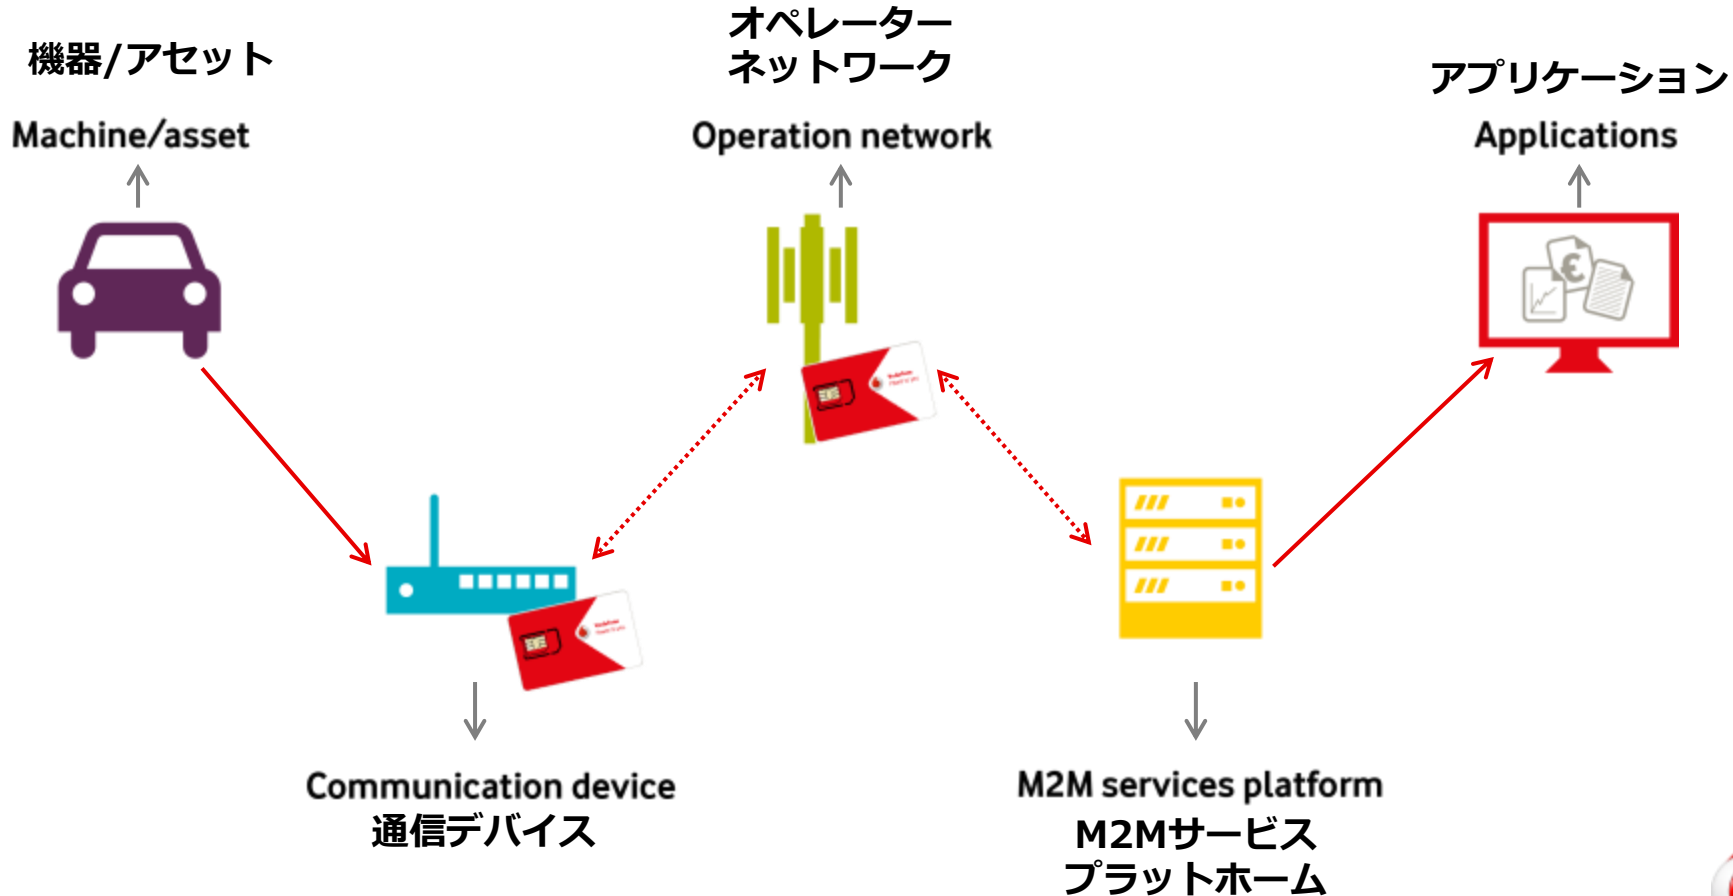 機器/アセット
Machine/asset
オペレーター
ネットワーク
Operation network
アプリケーション
Applications
€
Communication device
通信デバイス
M2M services platform
M2Mサービス
プラットホーム